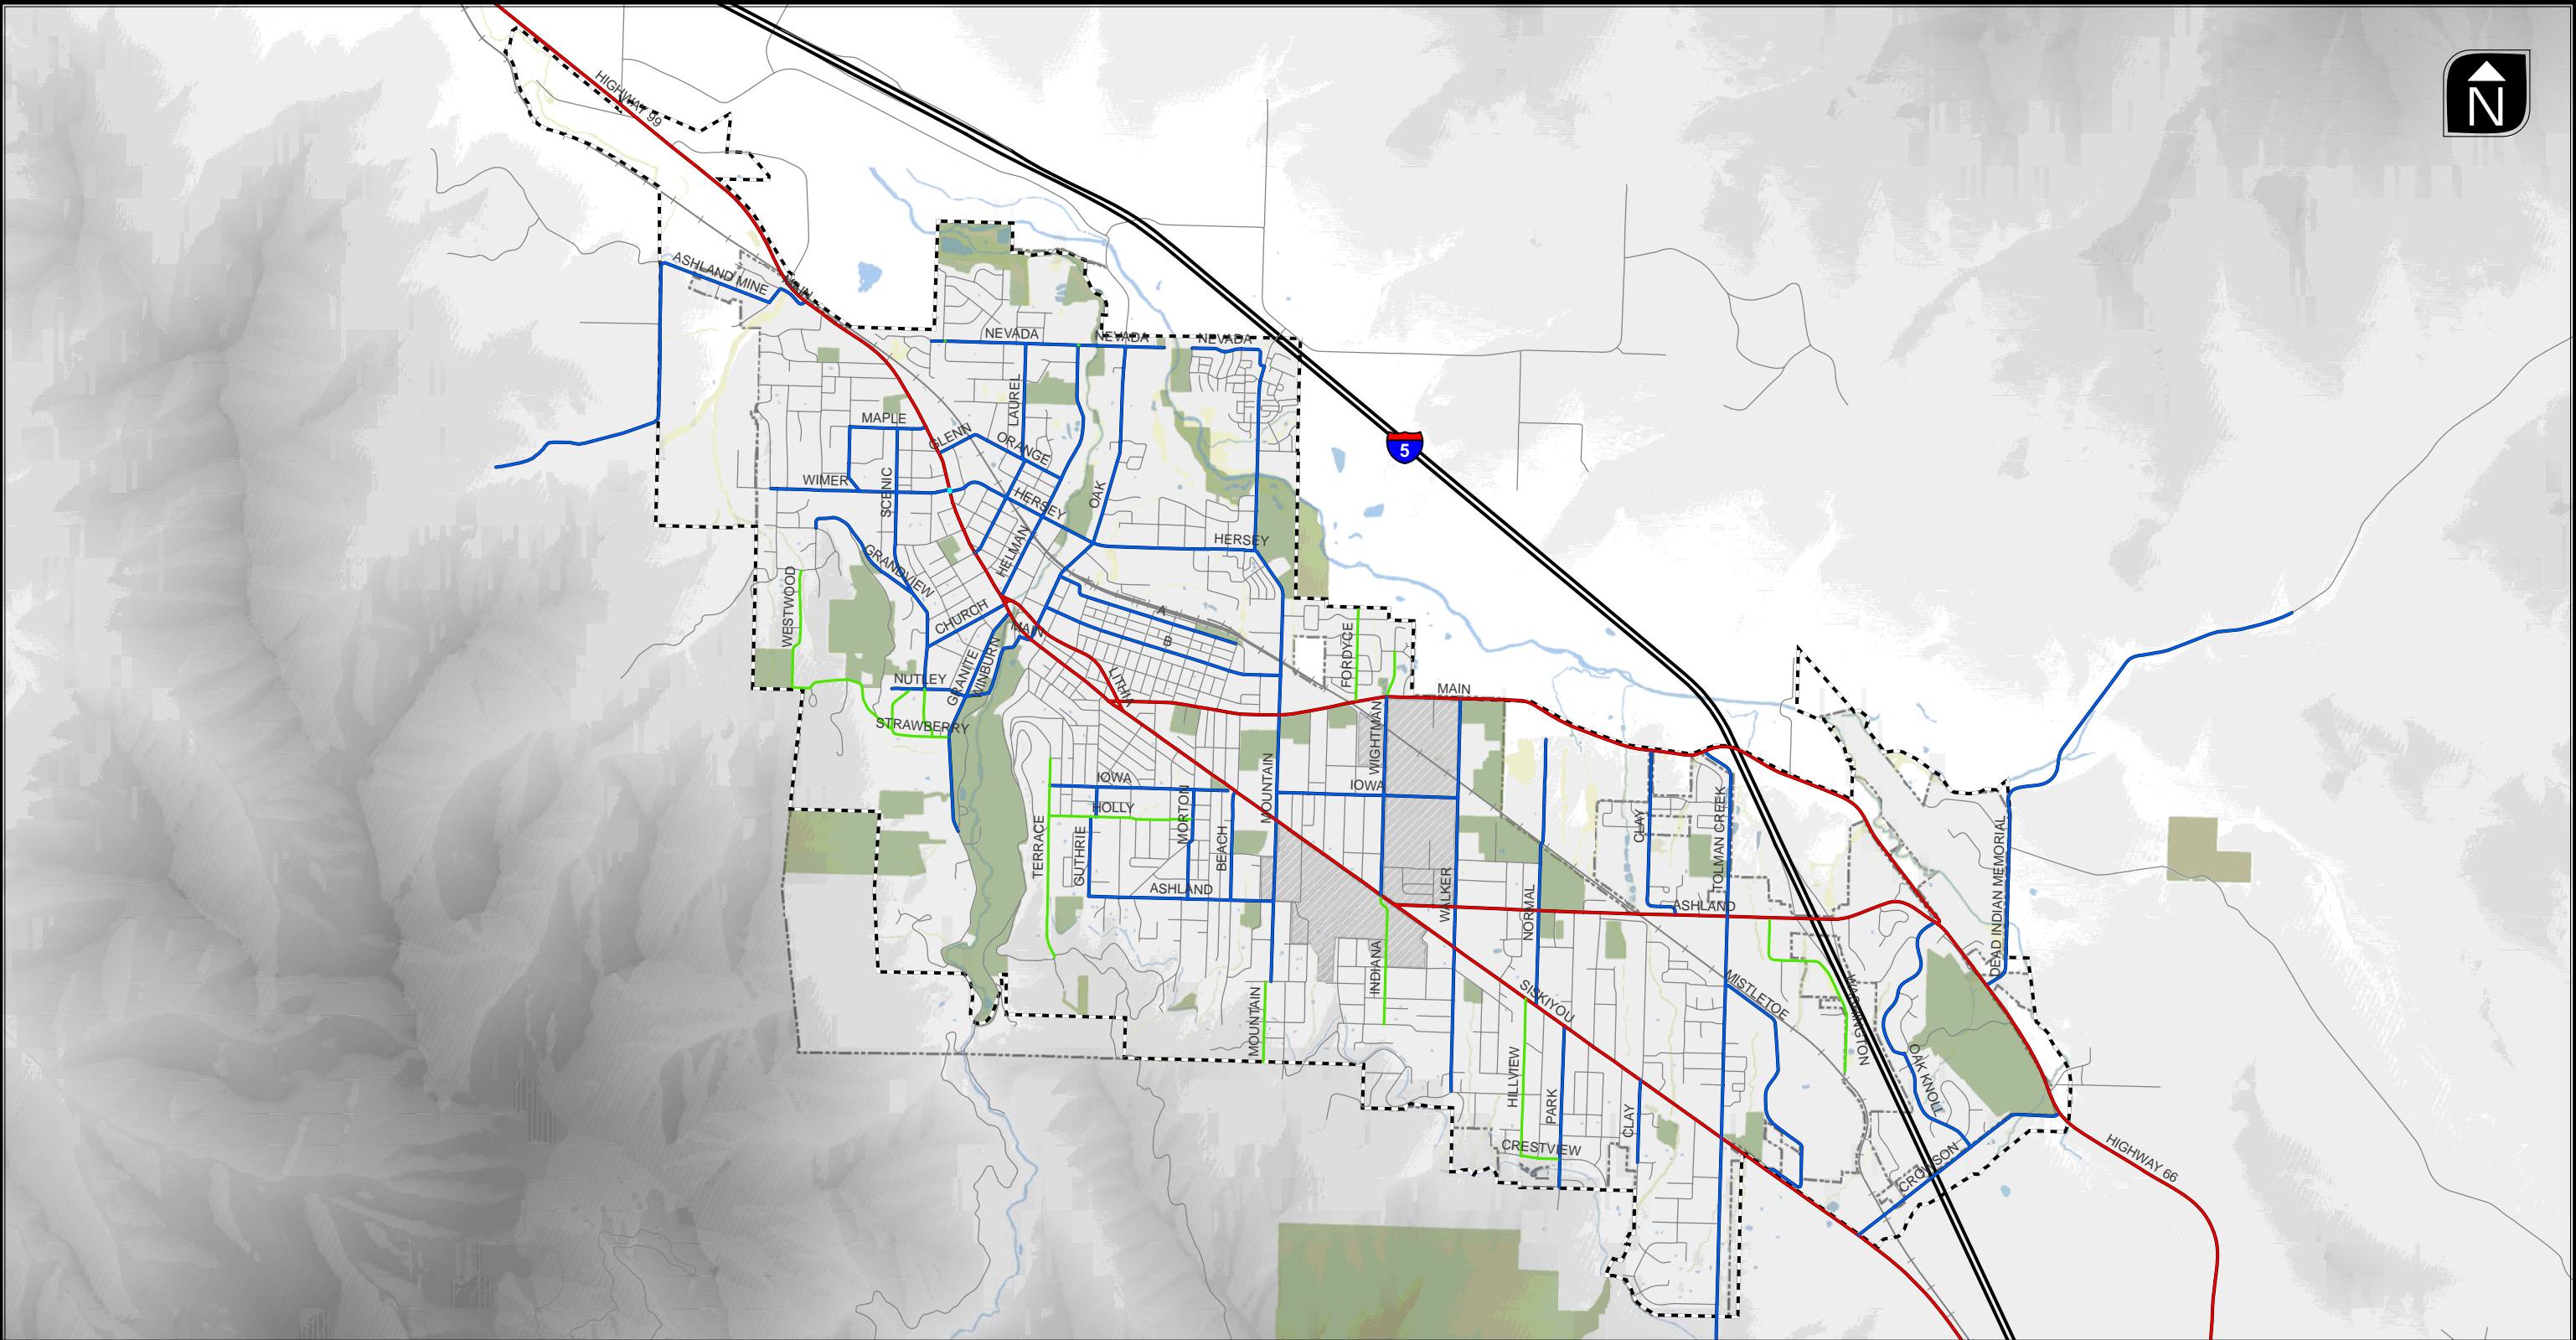 HIGHWAY 99
N
ASHLAND MINE
MAIN
NEVADA
NEVADA
NEVADA
LAUREL
MAPLE
GLENN
ORANGE
5
WIMER
SCENIC
HERSEY
OAK
HELMAN
HERSEY
GRANDVIEW
WESTWOOD
CHURCH
MAIN
A
B
FORDYCE
GRANITE
WINBURN
NUTLEY
LITHIA
MAIN
STRAWBERRY
WIGHTMAN
IOWA
MOUNTAIN
IOWA
HOLLY
MORTON
TERRACE
GUTHRIE
BEACH
CLAY
TOLMAN CREEK
DEAD INDIAN MEMORIAL
ASHLAND
WALKER
NORMAL
ASHLAND
INDIANA
SISKIYOU
MISTLETOE
WASHINGTON
MOUNTAIN
HILLVIEW
PARK
CLAY
OAK KNOLL
CRESTVIEW
CROWSON
HIGHWAY 66